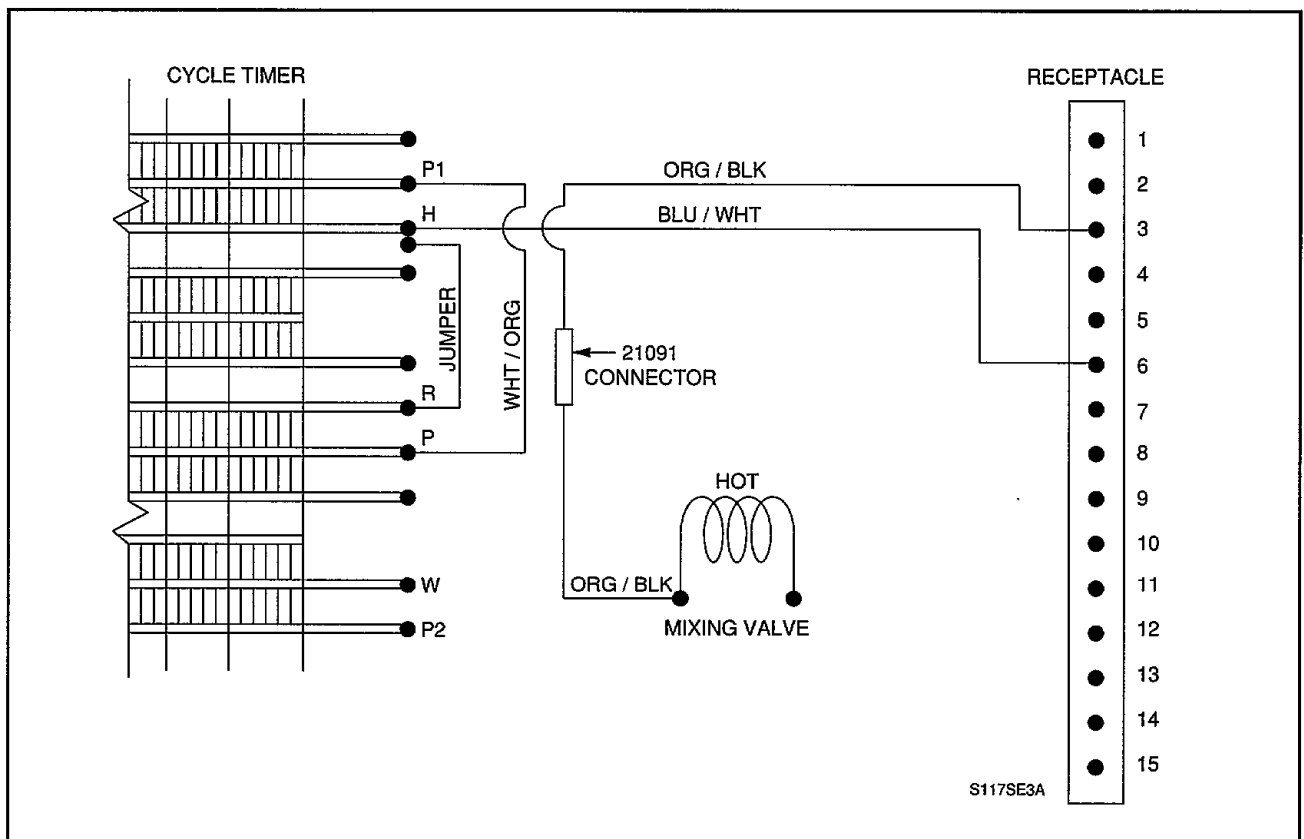 CYCLE TIMER
RECEPTACLE
1
P1
ORG / BLK
2
H
BLU / WHT
3
4
JUMPER
WHT / ORG
5
21091
CONNECTOR
6
R
7
P
8
HOT
9
10
W
ORG / BLK
11
P2
MIXING VALVE
12
13
14
15
S117SE3A